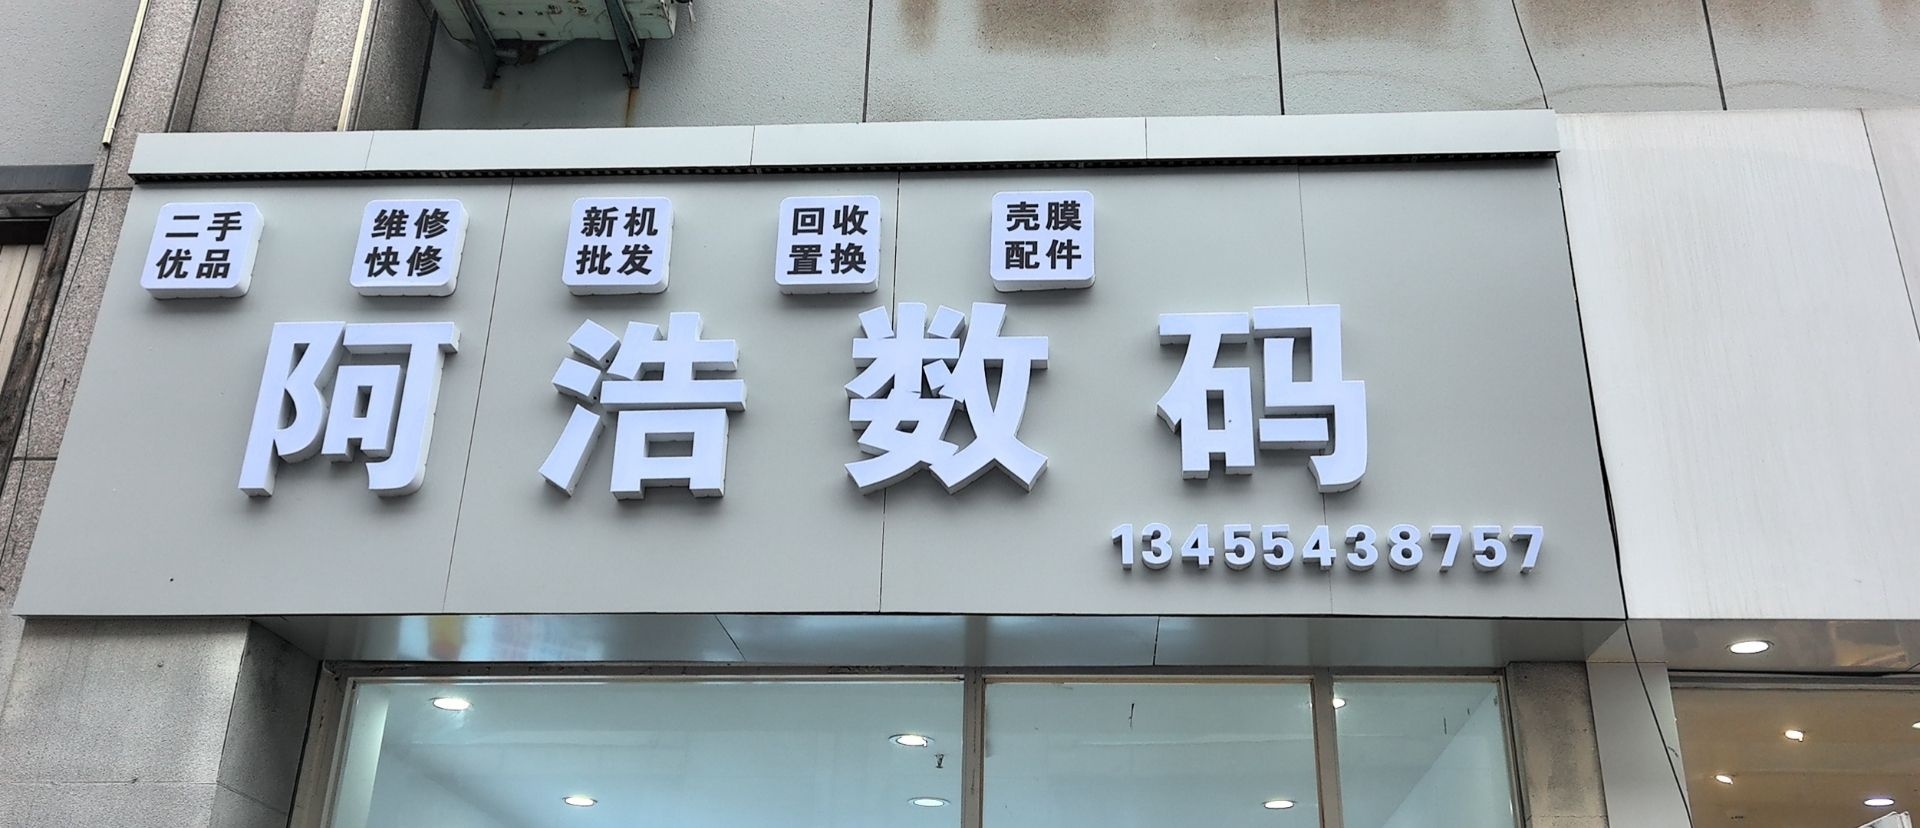 二手
优品
维修
快修
新机
批发
回收
置换
壳膜
配件
阿浩数码
13455438757